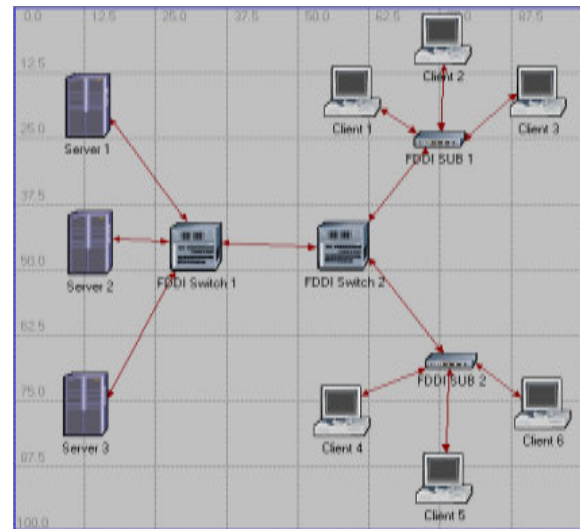 0.0 12.5 25.0 37.5 50.0 62.5 75.0 87.5
12.5
25.0
37.5
50.0
62.5
75.0
87.5
100.0
Client 2
Client 1
Client 3
Server 1
FDDI SUB 1
Server 2
FDDI Switch 1
FDDI Switch 2
FDDI SUB 2
Server 3
Client 4
Client 6
Client 5